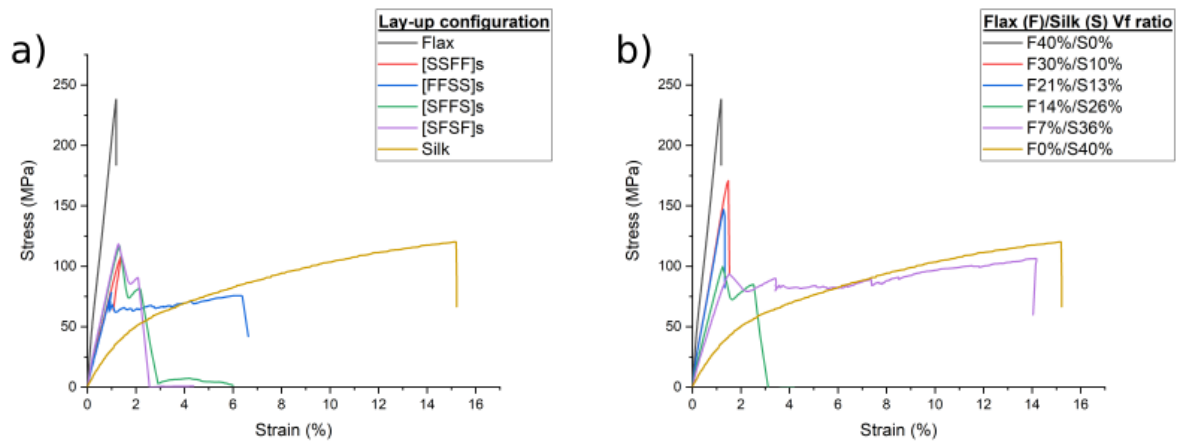 a)
Lay-up configuration
Flax
[SSFF]s
[FFSS]s
[SFFS]s
[SFSF]s
Silk
Stress (MPa)
250
200
150
100
50
0
0 2 4 6 8 10 12 14 16
Strain (%)
b)
Flax (F)/Silk (S) Vf ratio
F40%/S0%
F30%/S10%
F21%/S13%
F14%/S26%
F7%/S36%
F0%/S40%
Stress (MPa)
250
200
150
100
50
0
0 2 4 6 8 10 12 14 16
Strain (%)